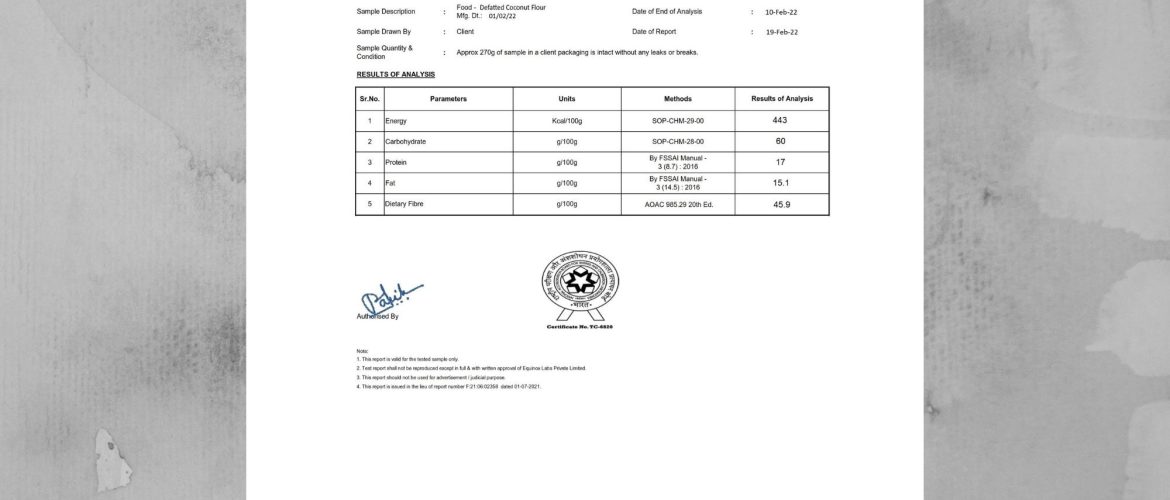 Sample Description : Food - Defatted Coconut Flour Date of End of Analysis : 10-Feb-22
Mfg. Dt.: 01/02/22
Sample Drawn By : Client Date of Report : 19-Feb-22
Sample Quantity & Condition : Approx 270g of sample in a client packaging is intact without any leaks or breaks.
RESULTS OF ANALYSIS
Sr.No. Parameters Units Methods Results of Analysis
1 Energy Kcal/100g SOP-CHM-29-00 443
2 Carbohydrate g/100g SOP-CHM-28-00 60
3 Protein g/100g By FSSAI Manual - 3 (8.7) : 2016 17
4 Fat g/100g By FSSAI Manual - 3 (14.5) : 2016 15.1
5 Dietary Fibre g/100g AOAC 985.29 20th Ed. 45.9
Authorised By
भारत
Certificate No. TC-6820
Note:
1. This report is valid for the tested sample only.
2. Test report shall not be reproduced except in full & with written approval of Equinox Labs Private Limited.
3. This report should not be used for advertisement / judicial purpose.
4. This report is issued in the lieu of report number F:21:06:02358 dated 01-07-2021.